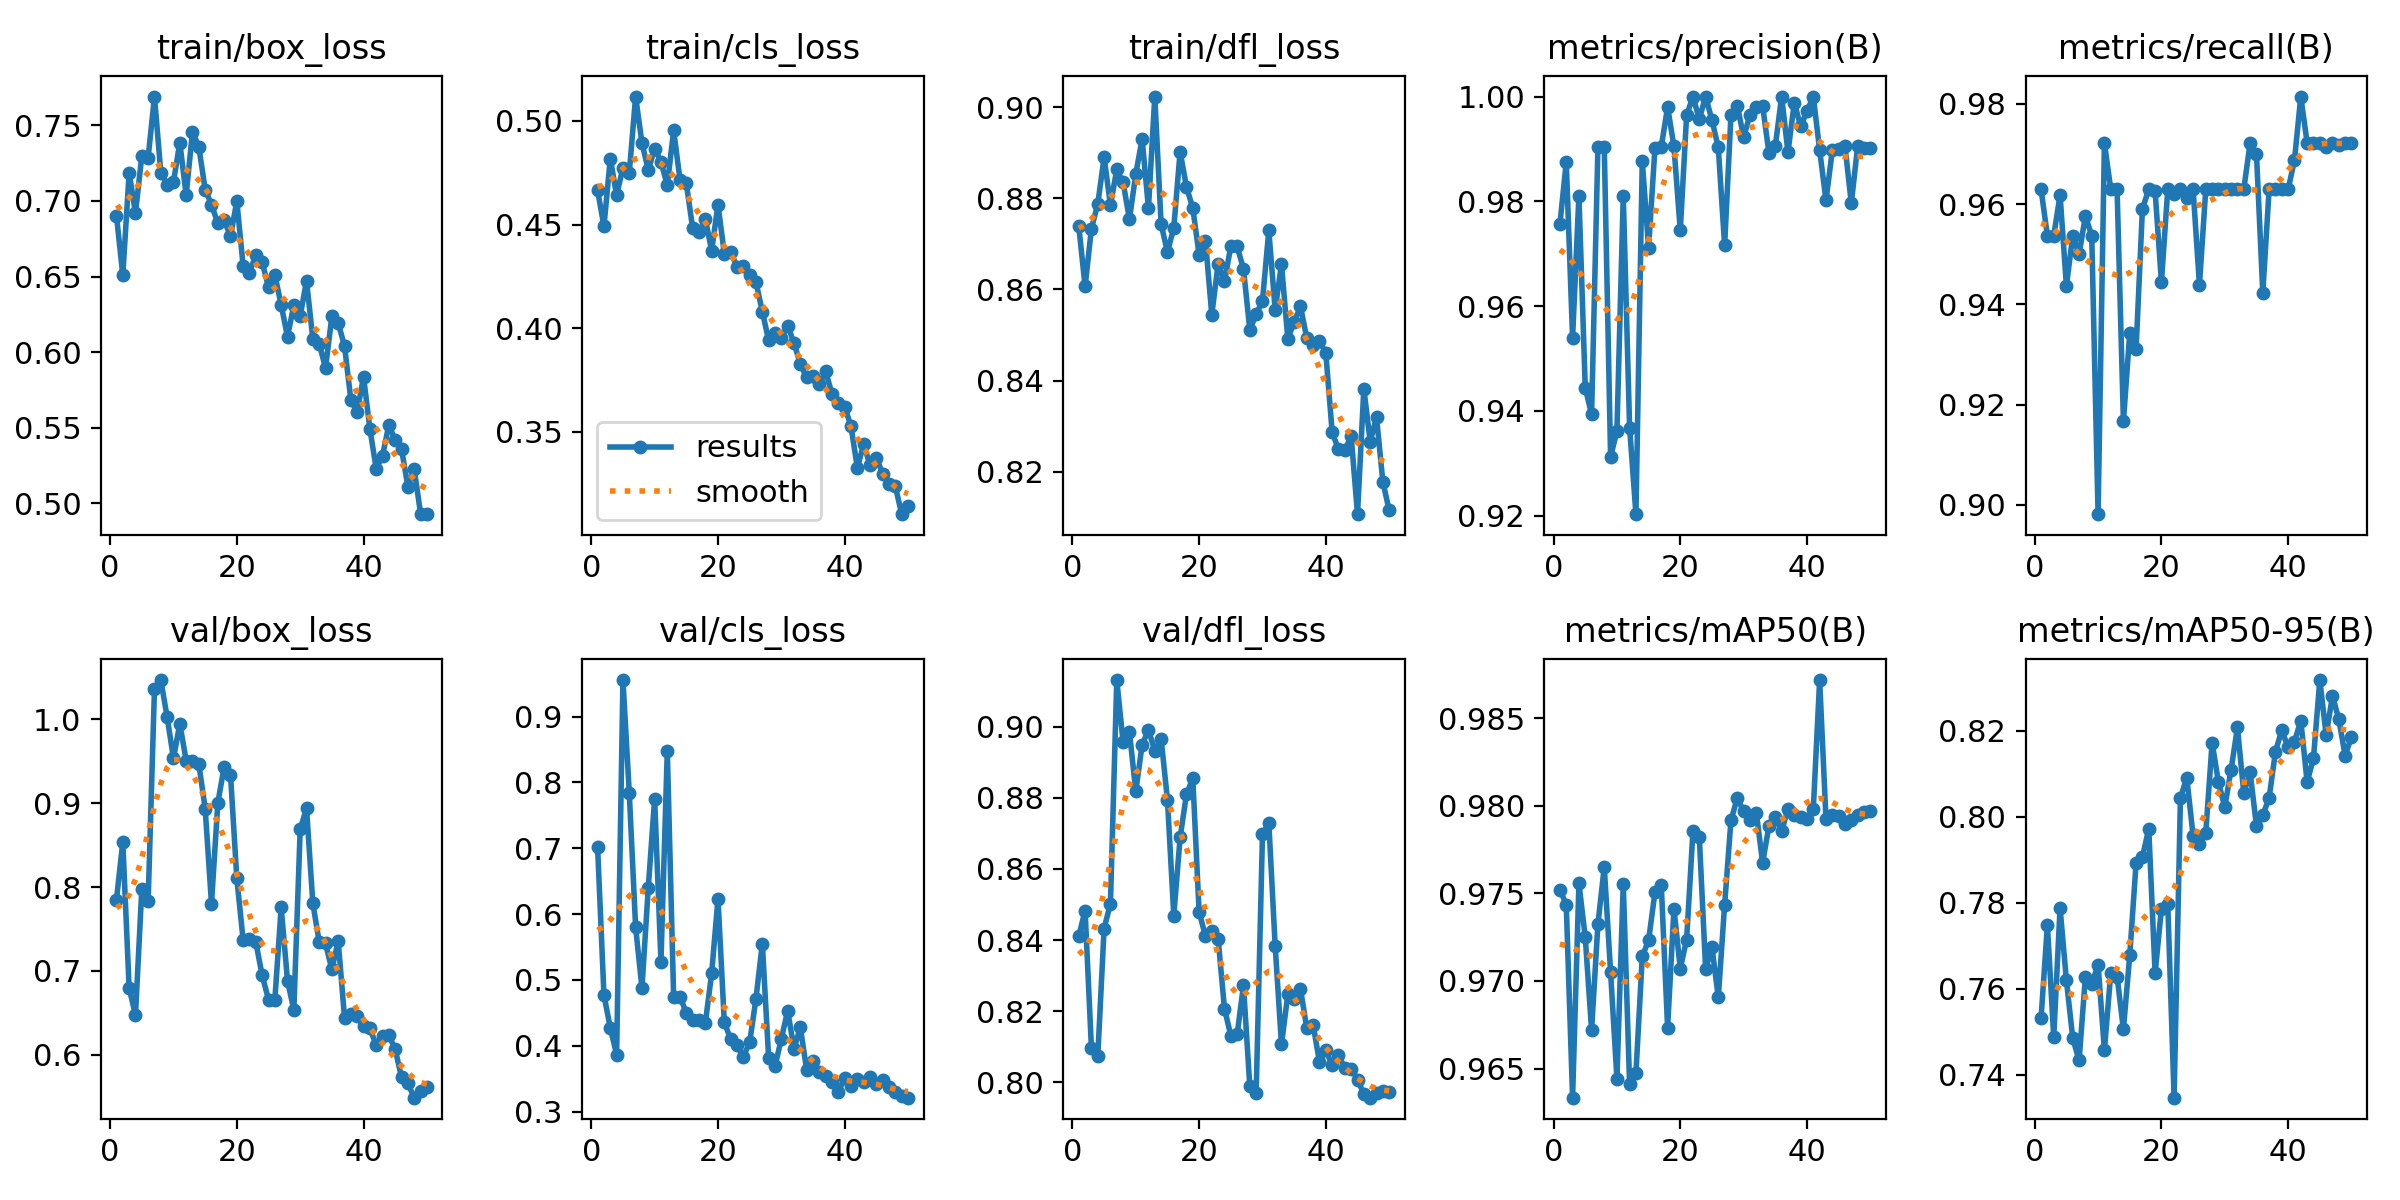 train/box_loss
0.75
0.70
0.65
0.60
0.55
0.50
0 20 40
train/cls_loss
0.50
0.45
0.40
0.35
results
smooth
0 20 40
train/dfl_loss
0.90
0.88
0.86
0.84
0.82
0 20 40
metrics/precision(B)
1.00
0.98
0.96
0.94
0.92
0 20 40
metrics/recall(B)
0.98
0.96
0.94
0.92
0.90
0 20 40
val/box_loss
1.0
0.9
0.8
0.7
0.6
0 20 40
val/cls_loss
0.9
0.8
0.7
0.6
0.5
0.4
0.3
0 20 40
val/dfl_loss
0.90
0.88
0.86
0.84
0.82
0.80
0 20 40
metrics/mAP50(B)
0.985
0.980
0.975
0.970
0.965
0 20 40
metrics/mAP50-95(B)
0.82
0.80
0.78
0.76
0.74
0 20 40